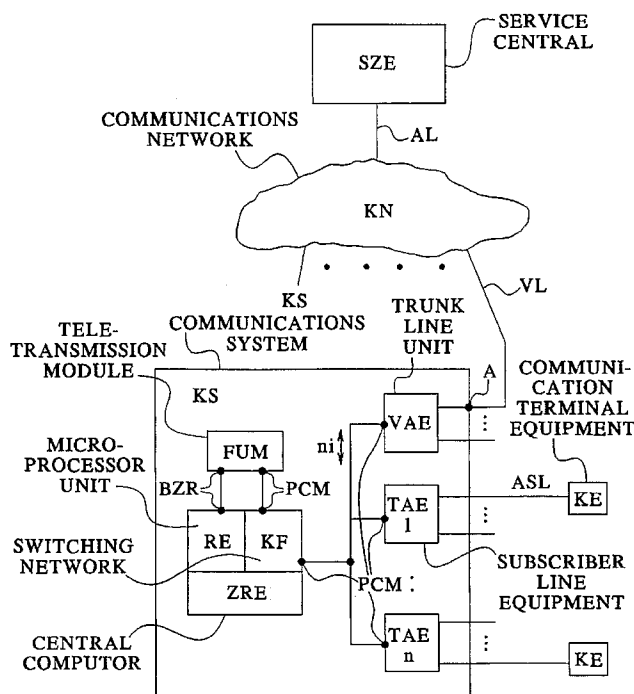 SERVICE
CENTRAL
SZE
COMMUNICATIONS
NETWORK
AL
KN
KS
COMMUNICATIONS
SYSTEM
VL
TRUNK
LINE
UNIT
TELE-
TRANSMISSION
MODULE
A
COMMUNI-
CATION
TERMINAL
EQUIPMENT
KS
VAE
ni
FUM
MICRO-
PROCESSOR
UNIT
BZR
PCM
ASL
KE
TAE
1
RE
KF
SWITCHING
NETWORK
PCM
SUBSCRIBER
LINE
EQUIPMENT
ZRE
CENTRAL
COMPUTOR
TAE
n
KE